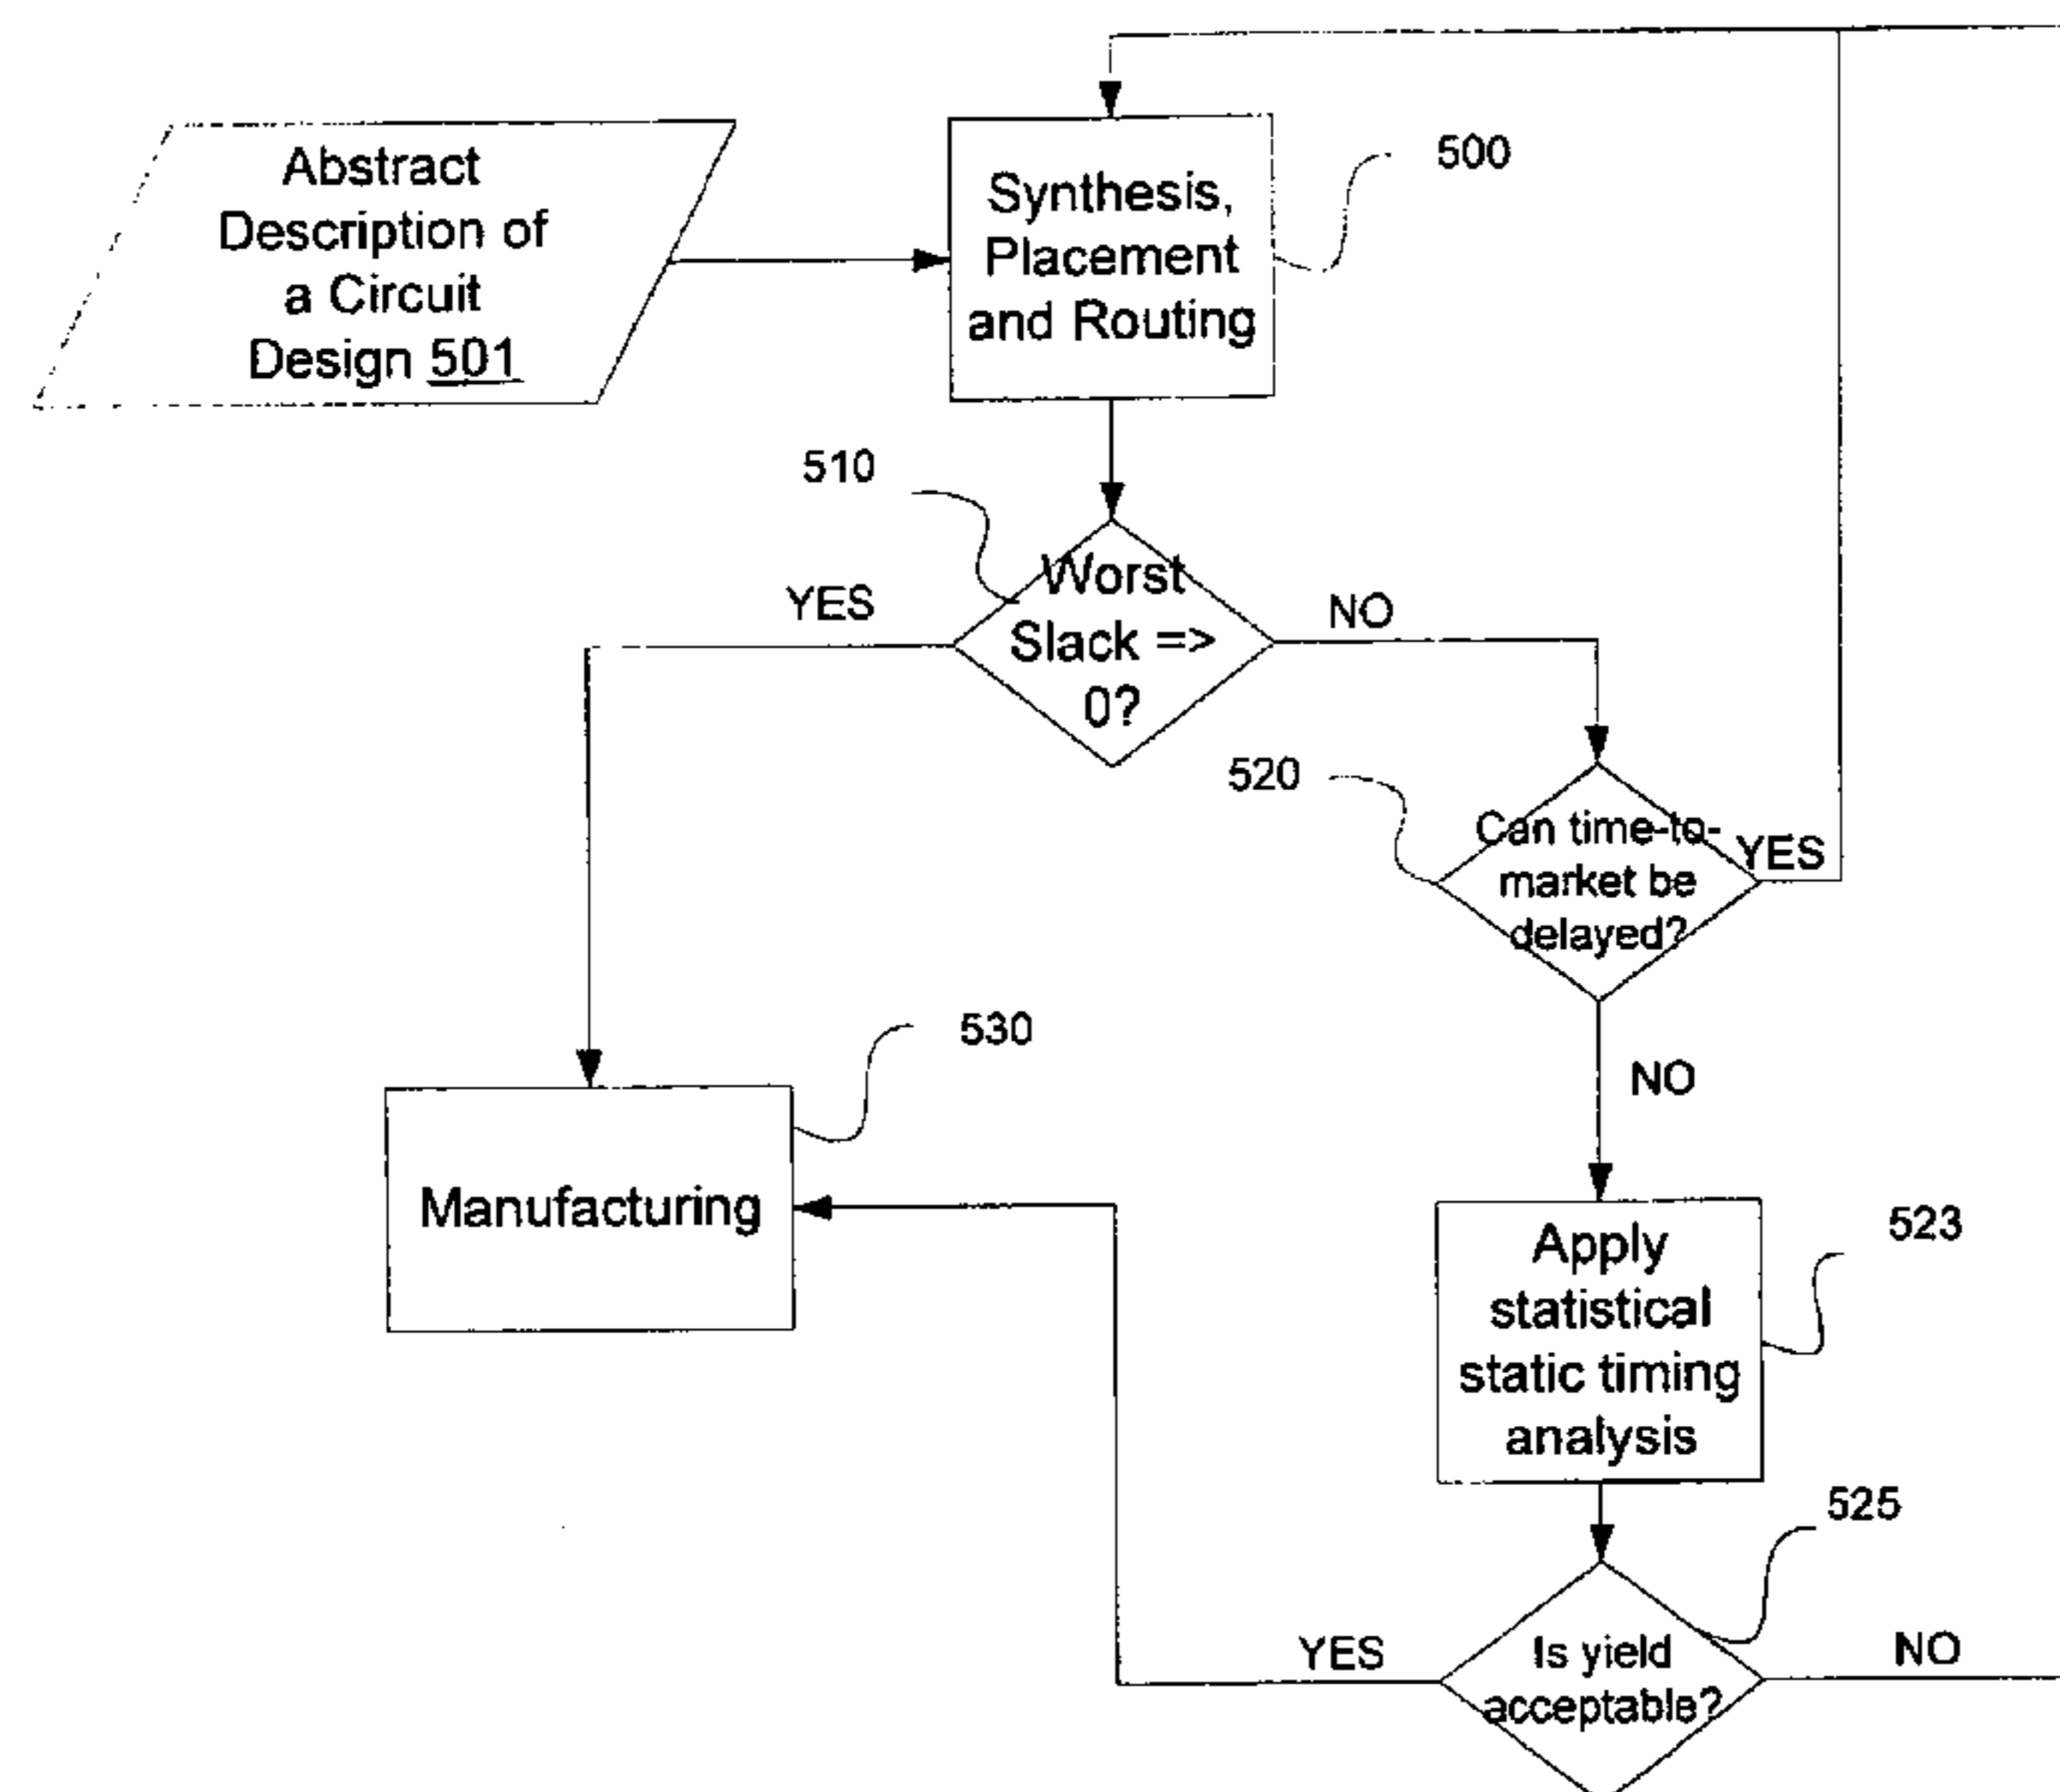 Abstract
Description of
a Circuit
Design 501
Synthesis,
Placement
and Routing
500
510
Worst
Slack =>
0?
YES
NO
520
Can time-to-
market be
delayed?
YES
NO
530
Manufacturing
523
Apply
statistical
static timing
analysis
525
Is yield
acceptable?
YES
NO